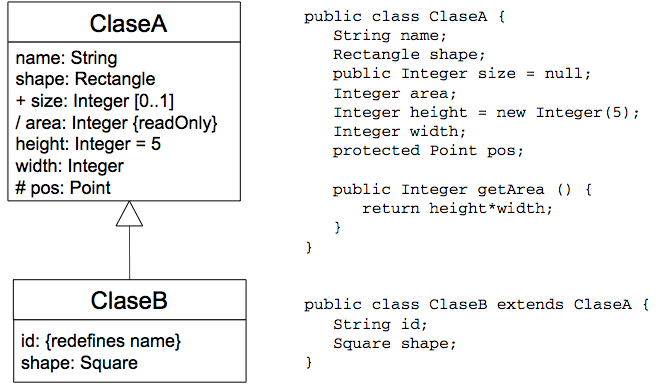 ClaseA
name: String
shape: Rectangle
+ size: Integer [0..1]
/ area: Integer {readOnly}
height: Integer = 5
width: Integer
# pos: Point
ClaseB
id: {redefines name}
shape: Square
public class ClaseA {
String name;
Rectangle shape;
public Integer size = null;
Integer area;
Integer height = new Integer(5);
Integer width;
protected Point pos;
public Integer getArea () {
return height*width;
}
}
public class ClaseB extends ClaseA {
String id;
Square shape;
}